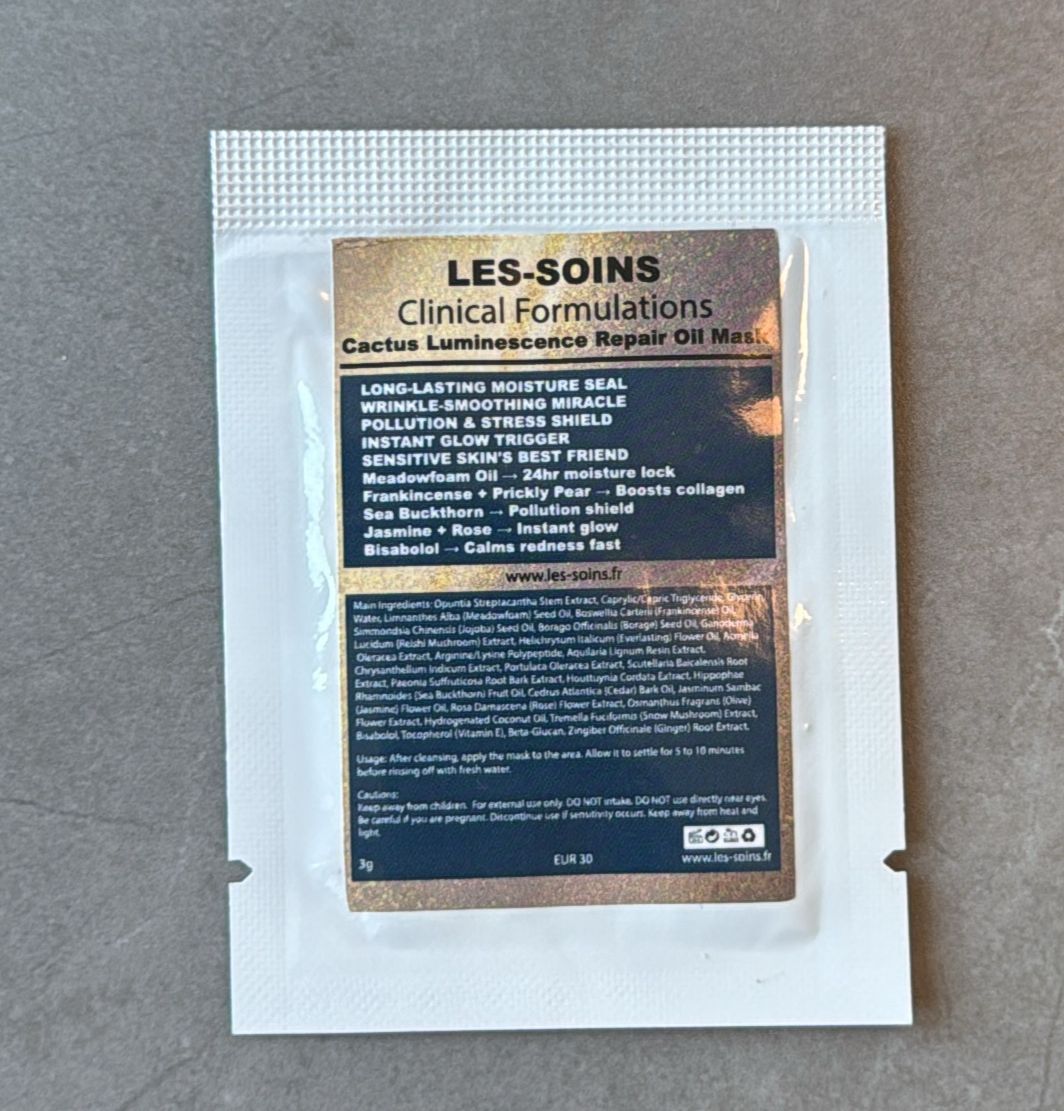 LES-SOINS
Clinical Formulations
Cactus Luminescence Repair Oil Mask
LONG-LASTING MOISTURE SEAL
WRINKLE-SMOOTHING MIRACLE
POLLUTION & STRESS SHIELD
INSTANT GLOW TRIGGER
SENSITIVE SKIN'S BEST FRIEND
Meadowfoam Oil → 24hr moisture lock
Frankincense + Prickly Pear → Boosts collagen
Sea Buckthorn → Pollution shield
Jasmine + Rose → Instant glow
Bisabolol → Calms redness fast
www.les-soins.fr
Main Ingredients: Opuntia Streptacantha Stem Extract, Caprylic/Capric Triglyceride, Glycerin,
Water, Limnanthes Alba (Meadowfoam) Seed Oil, Boswellia Carterii (Frankincense) Oil,
Simmondsia Chinensis (Jojoba) Seed Oil, Borago Officinalis (Borage) Seed Oil, Ganoderma
Lucidum (Reishi Mushroom) Extract, Helichrysum Italicum (Everlasting) Flower Oil, Acmella
Oleracea Extract, Arginine/Lysine Polypeptide, Aquilaria Lignum Resin Extract,
Chrysanthellum Indicum Extract, Portulaca Oleracea Extract, Scutellaria Baicalensis Root
Extract, Paeonia Suffruticosa Root Bark Extract, Houttuynia Cordata Extract, Hippophae
Rhamnoides (Sea Buckthorn) Fruit Oil, Cedrus Atlantica (Cedar) Bark Oil, Jasminum Sambac
(Jasmine) Flower Oil, Rosa Damascena (Rose) Flower Extract, Osmanthus Fragrans (Olive)
Flower Extract, Hydrogenated Coconut Oil, Tremella Fuciformis (Snow Mushroom) Extract,
Bisabolol, Tocopherol (Vitamin E), Beta-Glucan, Zingiber Officinale (Ginger) Root Extract.
Usage: After cleansing, apply the mask to the area. Allow it to settle for 5 to 10 minutes
before rinsing off with fresh water.
Cautions:
Keep away from children. For external use only. DO NOT intake. DO NOT use directly near eyes.
Be careful if you are pregnant. Discontinue use if sensitivity occurs. Keep away from heat and
light.
3g
EUR 30
www.les-soins.fr